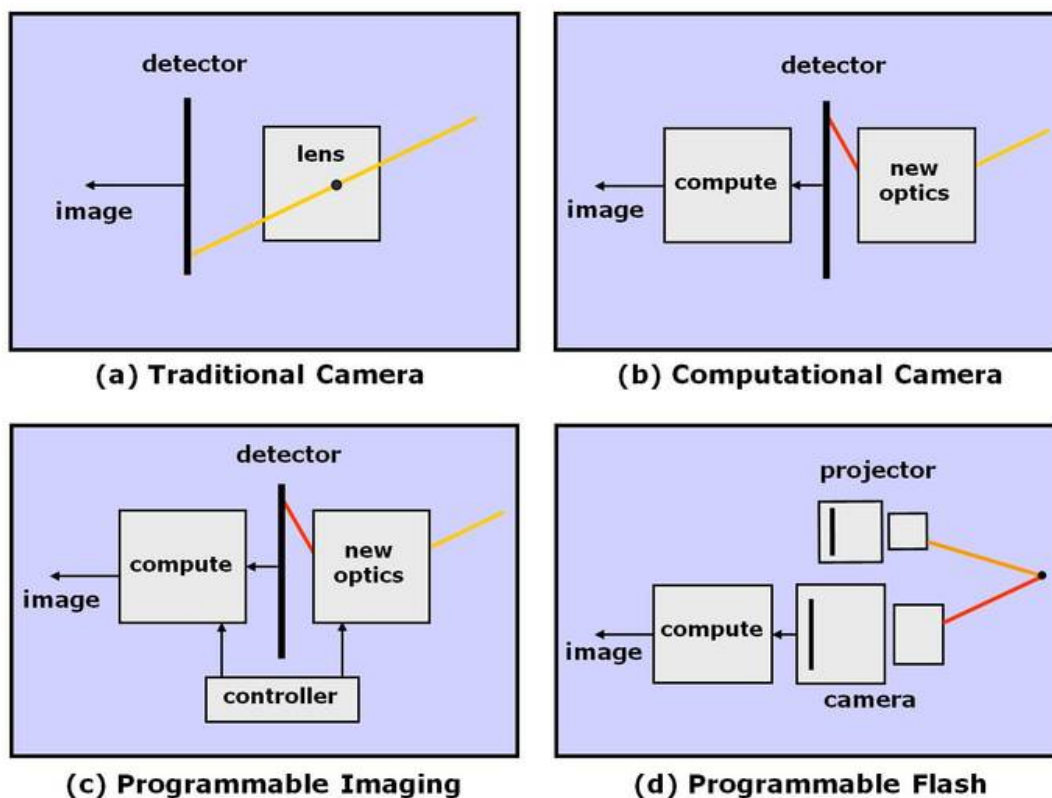 detector
lens
image
(a) Traditional Camera
detector
compute
new
optics
image
(b) Computational Camera
detector
compute
new
optics
image
controller
(c) Programmable Imaging
projector
compute
image
camera
(d) Programmable Flash